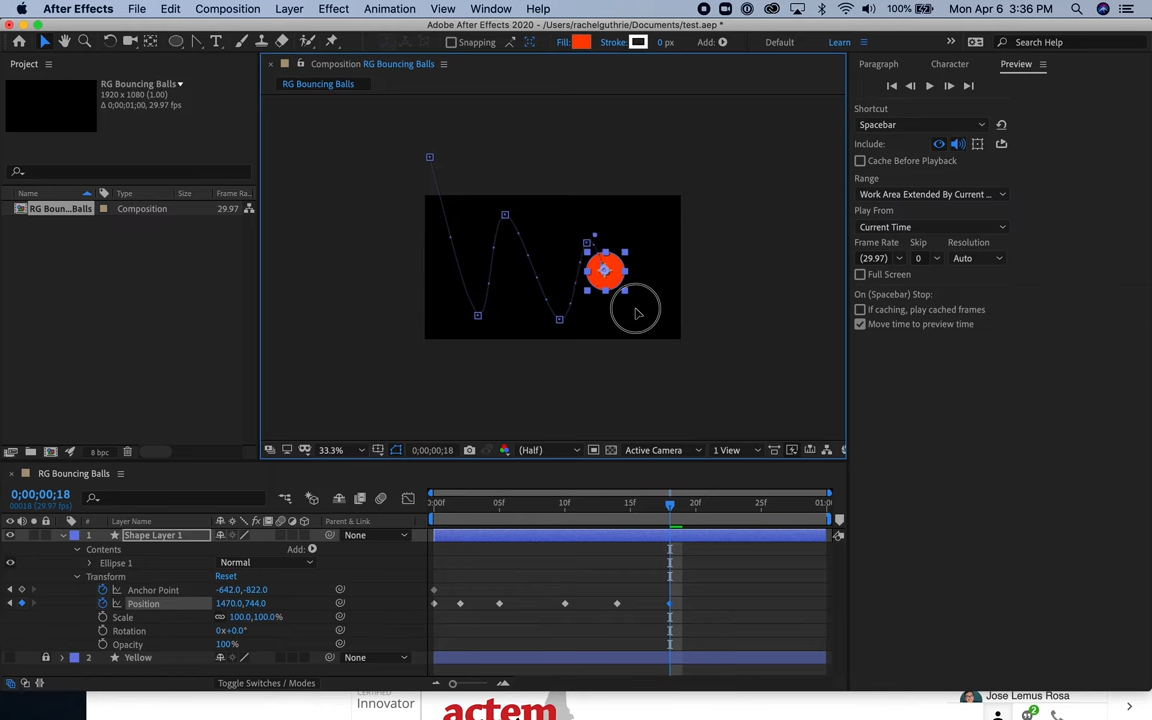 After Effects File Edit Composition Layer Effect Animation View Window Help 100% Mon Apr 6 3:36 PM
Adobe After Effects 2020 - /Users/rachelguthrie/Documents/test.aep *
Snapping Fill: Stroke: 0 px Add: Default Learn Search Help
Project
RG Bouncing Balls
1920 x 1080 (1.00)
Δ 0;00;01;00, 29.97 fps
Name Type Size Frame Ra...
RG Boun...Balls Composition 29.97
8 bpc
Composition RG Bouncing Balls
RG Bouncing Balls
33.3% 0;00;00;18 (Half) Active Camera 1 View
Paragraph Character Preview
Shortcut
Spacebar
Include:
Cache Before Playback
Range
Work Area Extended By Current ...
Play From
Current Time
Frame Rate Skip Resolution
(29.97) 0 Auto
Full Screen
On (Spacebar) Stop:
If caching, play cached frames
Move time to preview time
RG Bouncing Balls
0;00;00;18
00018 (29.97 fps)
:00f 05f 10f 15f 20f 25f 01:0
# Layer Name Parent & Link
1 Shape Layer 1 None
Contents Add:
Ellipse 1 Normal
Transform Reset
Anchor Point -642.0,-822.0
Position 1470.0,744.0
Scale 100.0,100.0%
Rotation 0x+0.0°
Opacity 100%
2 Yellow None
Toggle Switches / Modes
CERTIFIED
Innovator
actem
Jose Lemus Rosa
2